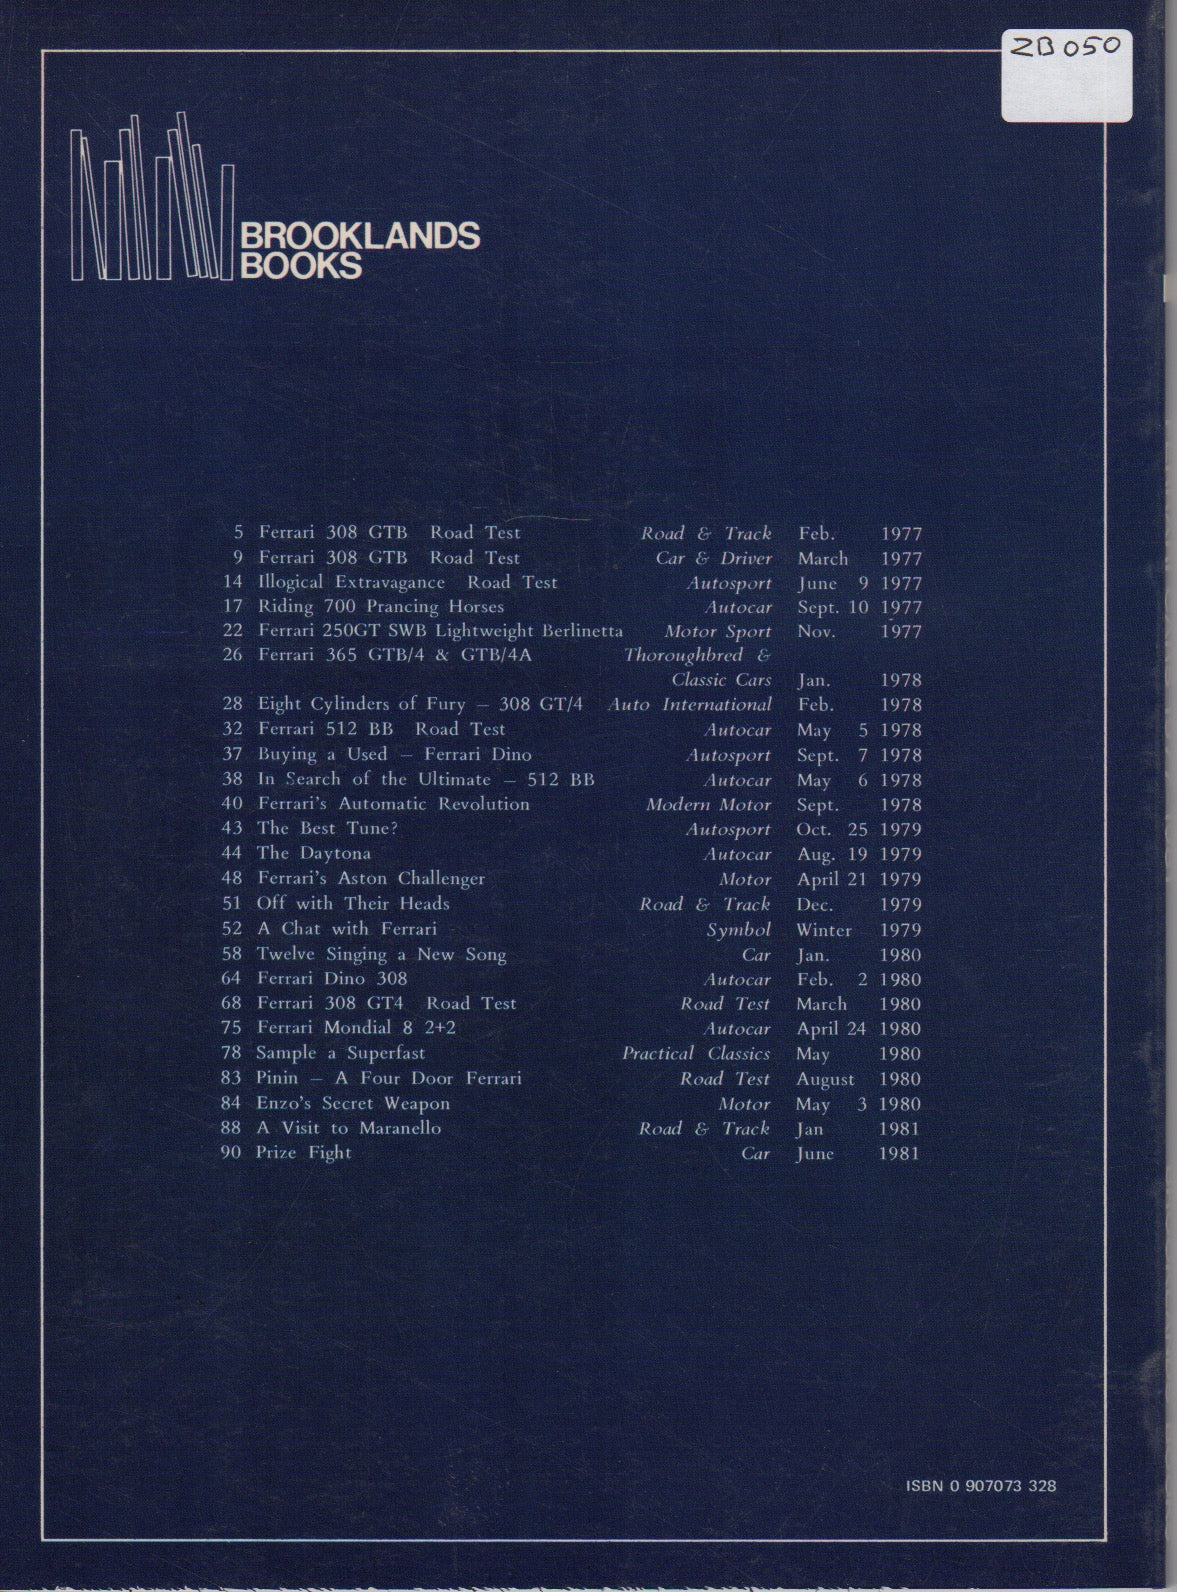 ZB 050
BROOKLANDS
BOOKS
5 Ferrari 308 GTB Road Test Road & Track Feb. 1977
9 Ferrari 308 GTB Road Test Car & Driver March 1977
14 Illogical Extravagance Road Test Autosport June 9 1977
17 Riding 700 Prancing Horses Autocar Sept. 10 1977
22 Ferrari 250GT SWB Lightweight Berlinetta Motor Sport Nov. 1977
26 Ferrari 365 GTB/4 & GTB/4A Thoroughbred &
Classic Cars Jan. 1978
28 Eight Cylinders of Fury – 308 GT/4 Auto International Feb. 1978
32 Ferrari 512 BB Road Test Autocar May 5 1978
37 Buying a Used – Ferrari Dino Autosport Sept. 7 1978
38 In Search of the Ultimate – 512 BB Autocar May 6 1978
40 Ferrari's Automatic Revolution Modern Motor Sept. 1978
43 The Best Tune? Autosport Oct. 25 1979
44 The Daytona Autocar Aug. 19 1979
48 Ferrari's Aston Challenger Motor April 21 1979
51 Off with Their Heads Road & Track Dec. 1979
52 A Chat with Ferrari Symbol Winter 1979
58 Twelve Singing a New Song Car Jan. 1980
64 Ferrari Dino 308 Autocar Feb. 2 1980
68 Ferrari 308 GT4 Road Test Road Test March 1980
75 Ferrari Mondial 8 2+2 Autocar April 24 1980
78 Sample a Superfast Practical Classics May 1980
83 Pinin – A Four Door Ferrari Road Test August 1980
84 Enzo's Secret Weapon Motor May 3 1980
88 A Visit to Maranello Road & Track Jan 1981
90 Prize Fight Car June 1981
ISBN 0 907073 328